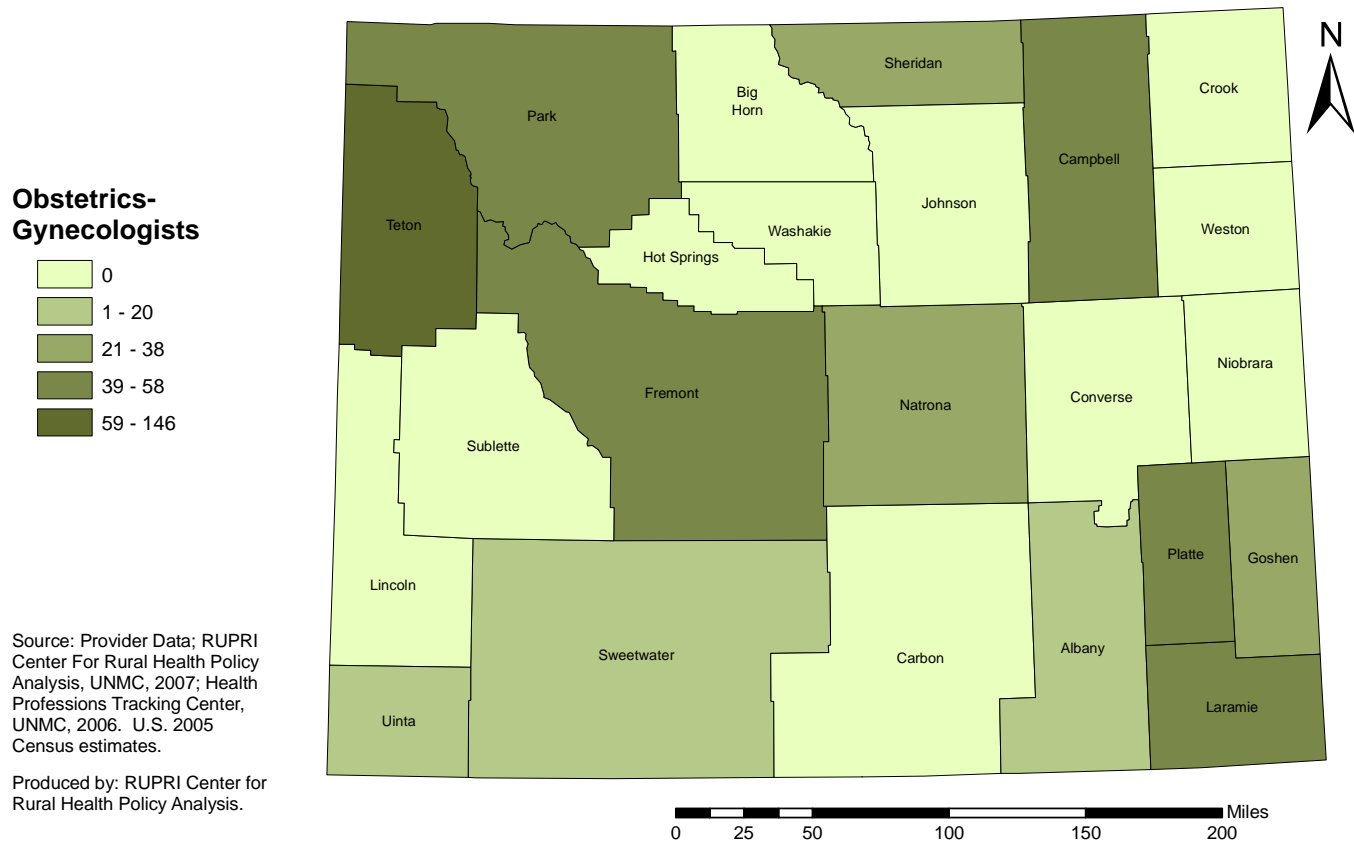 Obstetrics-
Gynecologists
0
1 - 20
21 - 38
39 - 58
59 - 146
Source: Provider Data; RUPRI
Center For Rural Health Policy
Analysis, UNMC, 2007; Health
Professions Tracking Center,
UNMC, 2006. U.S. 2005
Census estimates.
Produced by: RUPRI Center for
Rural Health Policy Analysis.
N
Sheridan
Crook
Big
Horn
Park
Campbell
Johnson
Teton
Washakie
Weston
Hot Springs
Niobrara
Fremont
Converse
Natrona
Sublette
Platte
Goshen
Lincoln
Albany
Sweetwater
Carbon
Laramie
Uinta
Miles
0
25
50
100
150
200